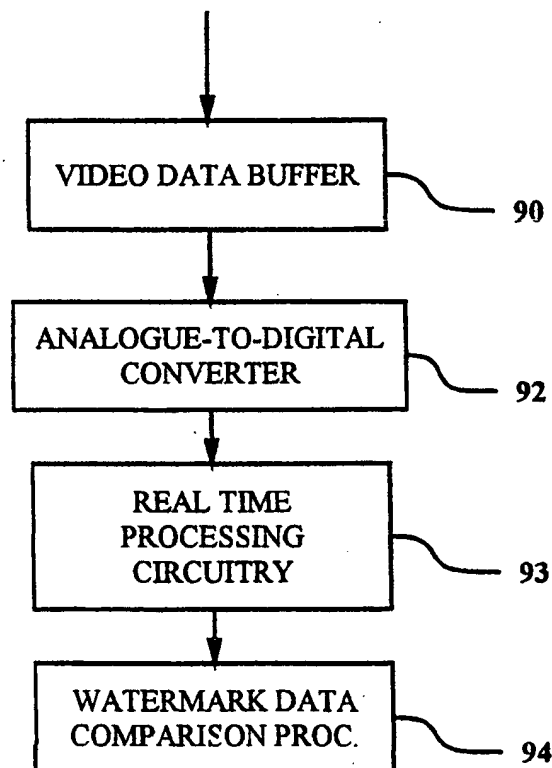 VIDEO DATA BUFFER
90
ANALOGUE-TO-DIGITAL
CONVERTER
92
REAL TIME
PROCESSING
CIRCUITRY
93
WATERMARK DATA
COMPARISON PROC.
94